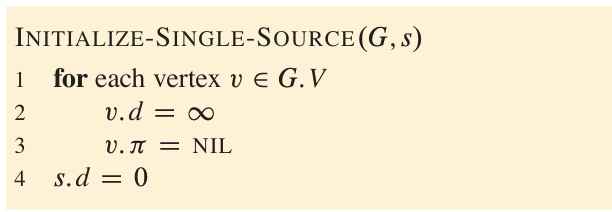 INITIALIZE-SINGLE-SOURCE(G, s)
1 for each vertex v ∈ G.V
2 v.d = ∞
3 v.π = NIL
4 s.d = 0